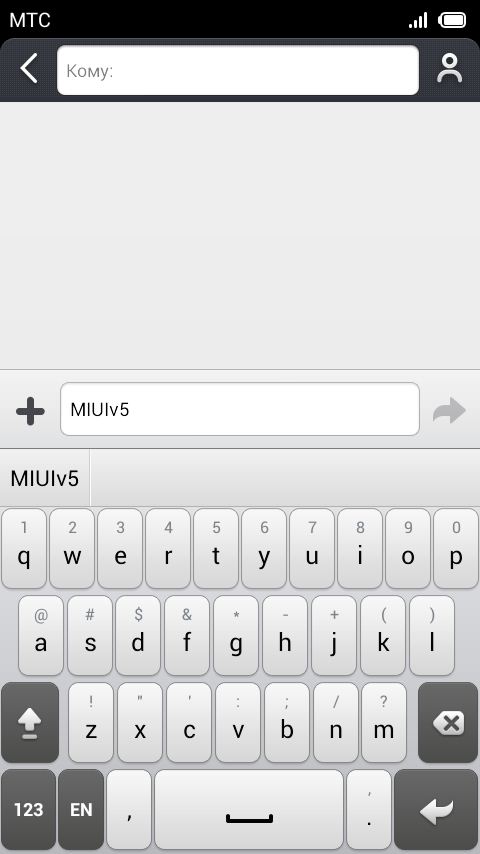 МТС
Кому:
MIUIv5
MIUIv5
1 2 3 4 5 6 7 8 9 0
q w e r t y u i o p
@ # $ & * - + ( )
a s d f g h j k l
! " ' : ; / ?
z x c v b n m
123 EN , , .